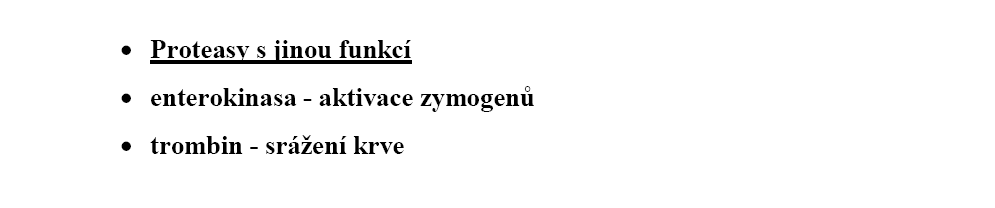 • Proteasy s jinou funkcí
• enterokinasa - aktivace zymogenů
• trombin - srážení krve